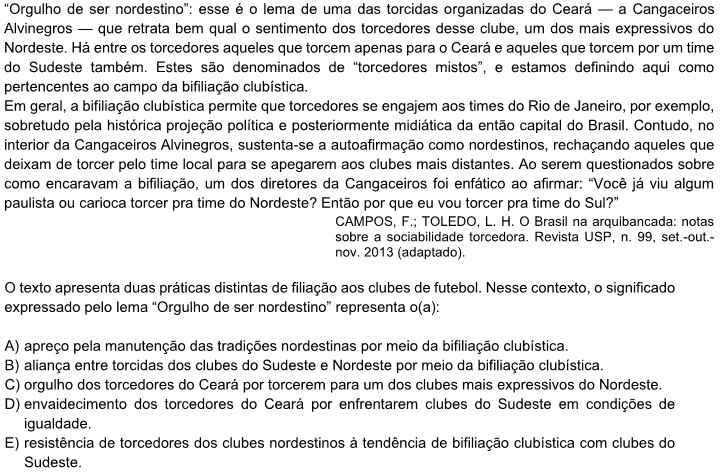 “Orgulho de ser nordestino”: esse é o lema de uma das torcidas organizadas do Ceará — a Cangaceiros
Alvinegros — que retrata bem qual o sentimento dos torcedores desse clube, um dos mais expressivos do
Nordeste. Há entre os torcedores aqueles que torcem apenas para o Ceará e aqueles que torcem por um time
do Sudeste também. Estes são denominados de “torcedores mistos”, e estamos definindo aqui como
pertencentes ao campo da bifiliação clubística.
Em geral, a bifiliação clubística permite que torcedores se engajem aos times do Rio de Janeiro, por exemplo,
sobretudo pela histórica projeção política e posteriormente midiática da então capital do Brasil. Contudo, no
interior da Cangaceiros Alvinegros, sustenta-se a autoafirmação como nordestinos, rechaçando aqueles que
deixam de torcer pelo time local para se apegarem aos clubes mais distantes. Ao serem questionados sobre
como encaravam a bifiliação, um dos diretores da Cangaceiros foi enfático ao afirmar: “Você já viu algum
paulista ou carioca torcer pra time do Nordeste? Então por que eu vou torcer pra time do Sul?”
CAMPOS, F.; TOLEDO, L. H. O Brasil na arquibancada: notas
sobre a sociabilidade torcedora. Revista USP, n. 99, set.-out.-
nov. 2013 (adaptado).
O texto apresenta duas práticas distintas de filiação aos clubes de futebol. Nesse contexto, o significado
expressado pelo lema “Orgulho de ser nordestino” representa o(a):
A) apreço pela manutenção das tradições nordestinas por meio da bifiliação clubística.
B) aliança entre torcidas dos clubes do Sudeste e Nordeste por meio da bifiliação clubística.
C) orgulho dos torcedores do Ceará por torcerem para um dos clubes mais expressivos do Nordeste.
D) envaidecimento dos torcedores do Ceará por enfrentarem clubes do Sudeste em condições de
igualdade.
E) resistência de torcedores dos clubes nordestinos à tendência de bifiliação clubística com clubes do
Sudeste.